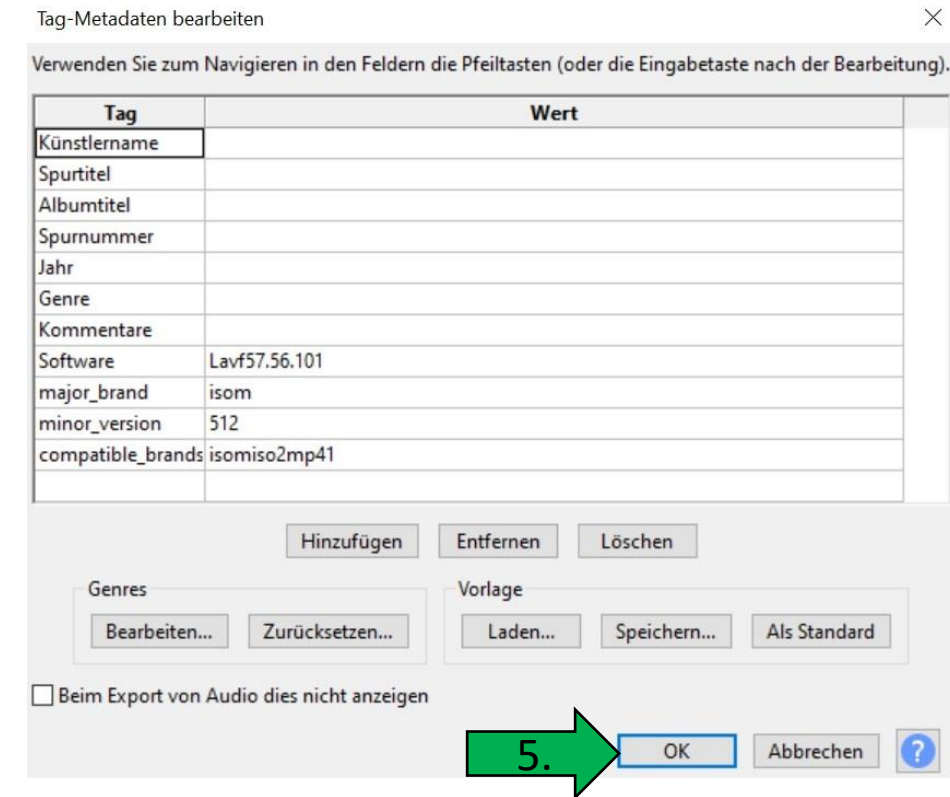 Tag-Metadaten bearbeiten
Verwenden Sie zum Navigieren in den Feldern die Pfeiltasten (oder die Eingabetaste nach der Bearbeitung).
Tag Wert
Künstlername
Spurtitel
Albumtitel
Spurnummer
Jahr
Genre
Kommentare
Software Lavf57.56.101
major_brand isom
minor_version 512
compatible_brands isomiso2mp41
Hinzufügen Entfernen Löschen
Genres Vorlage
Bearbeiten... Zurücksetzen... Laden... Speichern... Als Standard
Beim Export von Audio dies nicht anzeigen
5. OK Abbrechen ?